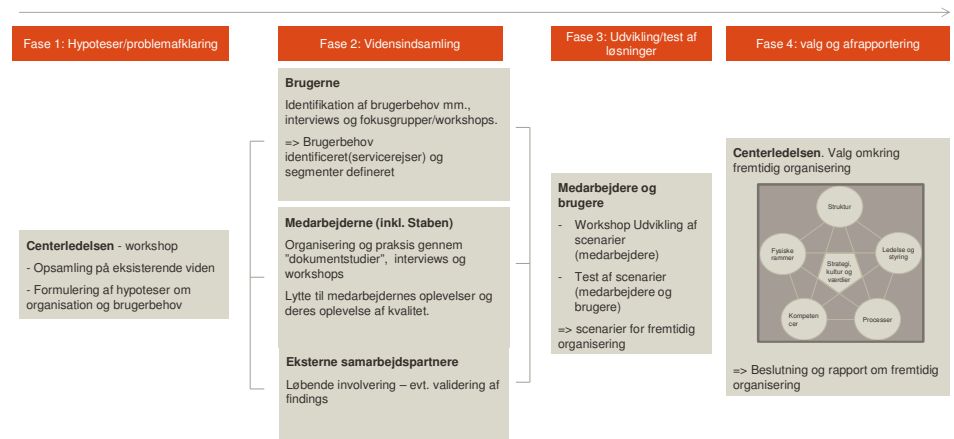 Fase 1: Hypoteser/problemafklaring
Fase 2: Vidensindsamling
Fase 3: Udvikling/test af
løsninger
Fase 4: valg og afrapportering
Centerledelsen - workshop
- Opsamling på eksisterende viden
- Formulering af hypoteser om
organisation og brugerbehov
Brugerne
Identifikation af brugerbehov mm.,
interviews og fokusgrupper/workshops.
=> Brugerbehov
identificeret(servicerejser) og
segmenter defineret
Medarbejderne (inkl. Staben)
Organisering og praksis gennem
"dokumentstudier", interviews og
workshops
Lytte til medarbejdernes oplevelser og
deres oplevelse af kvalitet.
Eksterne samarbejdspartnere
Løbende involvering – evt. validering af
findings
Medarbejdere og
brugere
- Workshop Udvikling af
scenarier
(medarbejdere)
- Test af scenarier
(medarbejdere og
brugere)
=> scenarier for fremtidig
organisering
Centerledelsen. Valg omkring
fremtidig organisering
Struktur
Fysiske
rammer
Ledelse og
styring
Strategi,
kultur og
værdier
Kompeten
cer
Processer
=> Beslutning og rapport om fremtidig
organisering